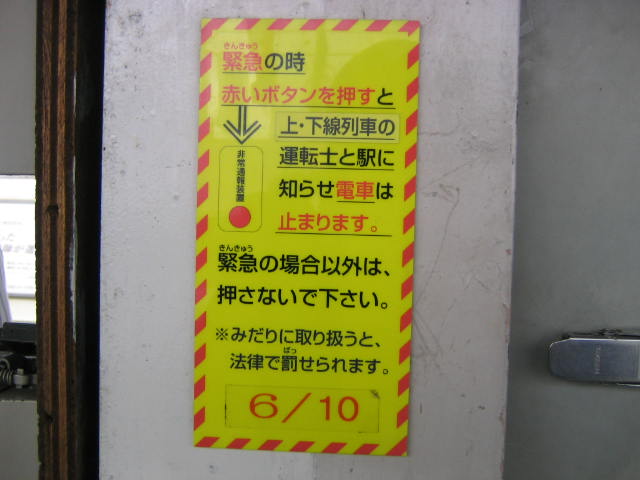 きんきゅう
緊急の時
赤いボタンを押すと
上・下線列車の
運転士と駅に
知らせ電車は
止まります。
非常通報装置
きんきゅう
緊急の場合以外は、
押さないで下さい。
※みだりに取り扱うと、
ばっ
法律で罰せられます。
6/10